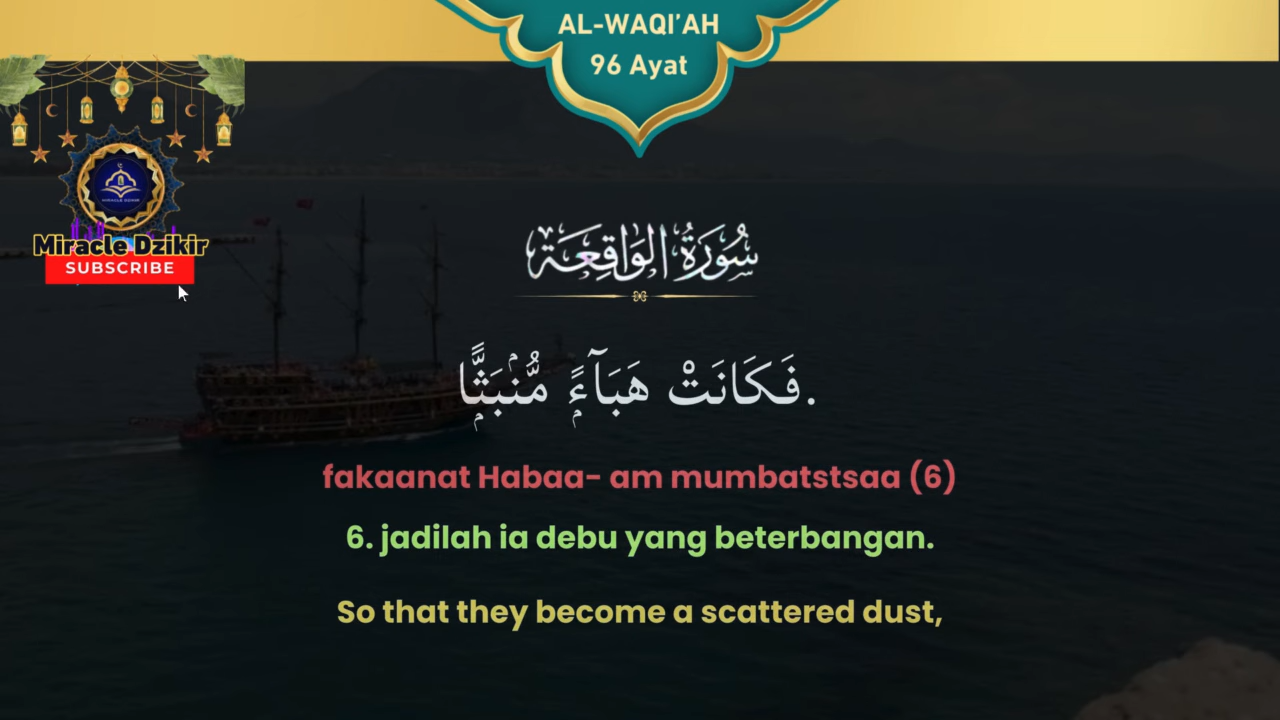 AL-WAQI'AH
96 Ayat
Miracle Dzikir
SUBSCRIBE
سُورَةُ الوَاقِعَة
فَكَانَتْ هَبَآءً مُّنۢبَثًّا.
fakaanat Habaa- am mumbatstsaa (6)
6. jadilah ia debu yang beterbangan.
So that they become a scattered dust,